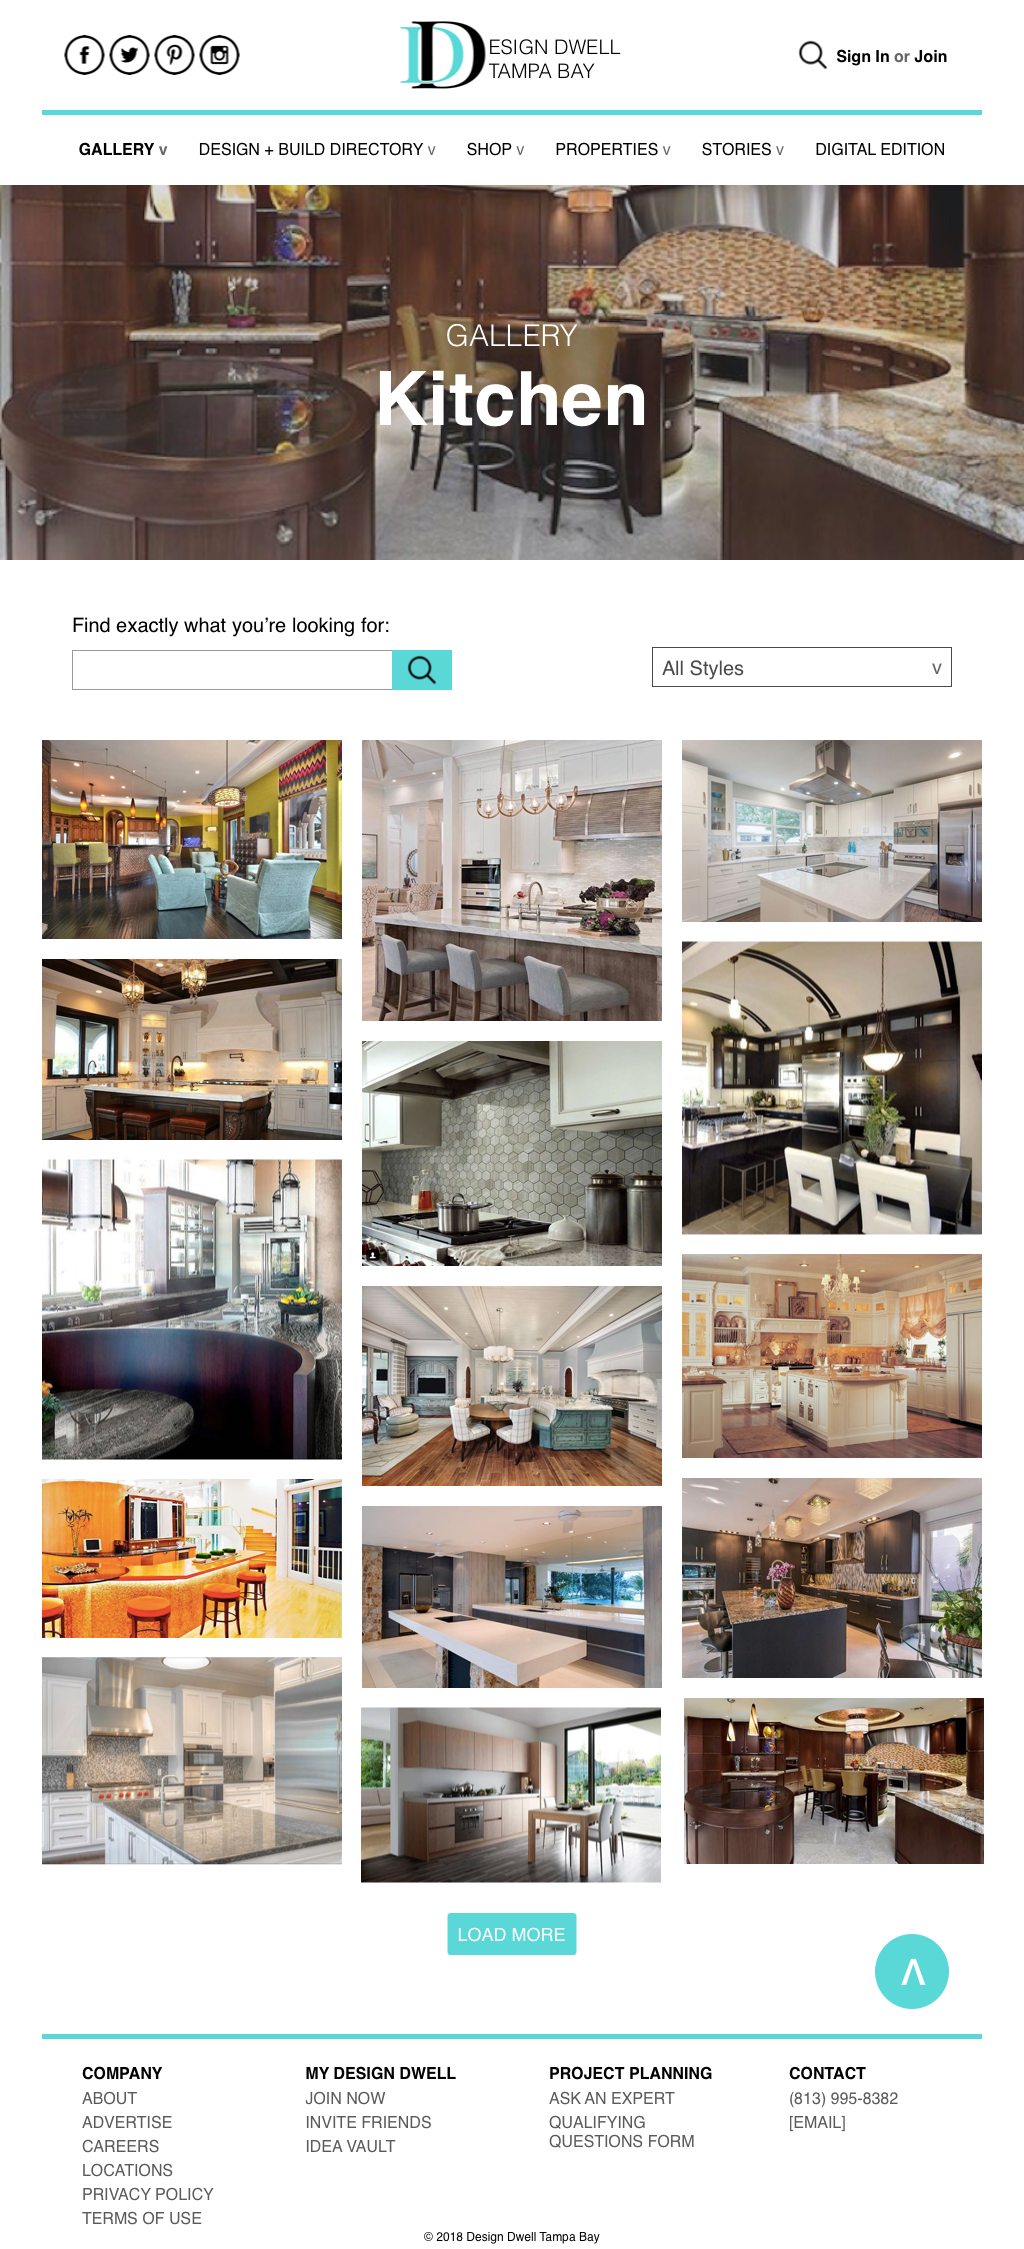 ESIGN DWELL
TAMPA BAY
Sign In or Join
GALLERY v
DESIGN + BUILD DIRECTORY v
SHOP v
PROPERTIES v
STORIES v
DIGITAL EDITION
GALLERY
Kitchen
Find exactly what you’re looking for:
All Styles v
LOAD MORE
COMPANY
ABOUT
ADVERTISE
CAREERS
LOCATIONS
PRIVACY POLICY
TERMS OF USE
MY DESIGN DWELL
JOIN NOW
INVITE FRIENDS
IDEA VAULT
PROJECT PLANNING
ASK AN EXPERT
QUALIFYING
QUESTIONS FORM
CONTACT
(813) 995-8382
[EMAIL]
© 2018 Design Dwell Tampa Bay